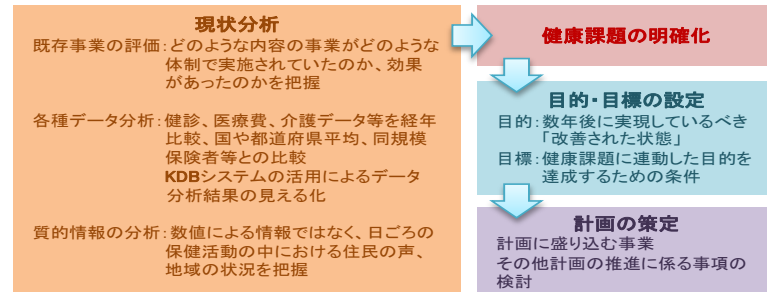 現状分析
既存事業の評価:どのような内容の事業がどのような
体制で実施されていたのか、効果
があったのかを把握
各種データ分析:健診、医療費、介護データ等を経年
比較、国や都道府県平均、同規模
保険者等との比較
KDBシステムの活用によるデータ
分析結果の見える化
質的情報の分析:数値による情報ではなく、日ごろの
保健活動の中における住民の声、
地域の状況を把握
健康課題の明確化
目的・目標の設定
目的:数年後に実現しているべき
「改善された状態」
目標:健康課題に連動した目的を
達成するための条件
計画の策定
計画に盛り込む事業
その他計画の推進に係る事項の
検討